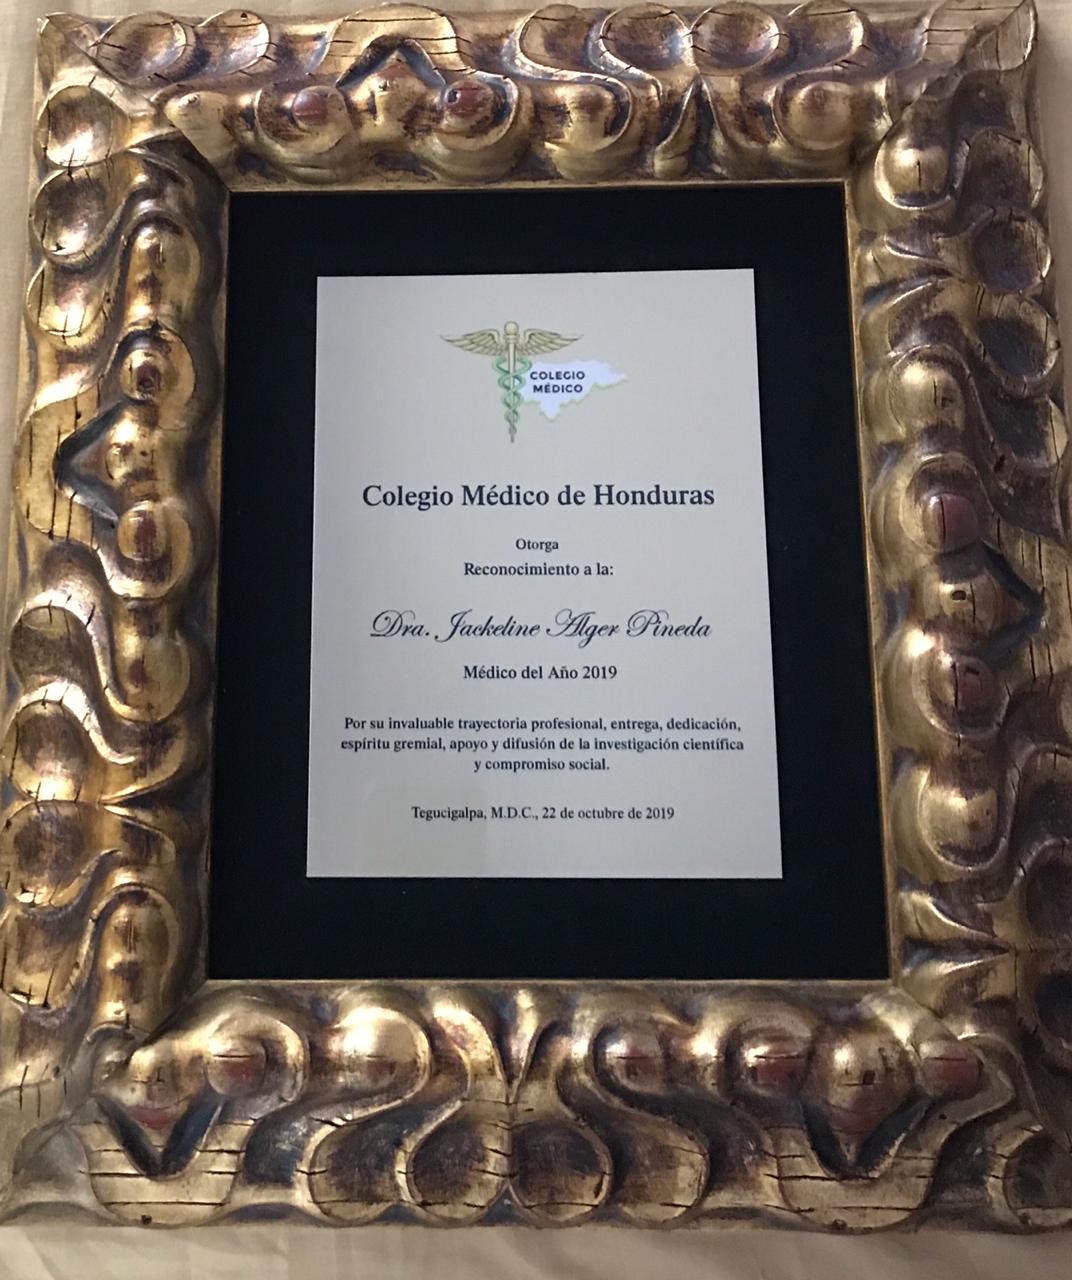 COLEGIO
MÉDICO
Colegio Médico de Honduras
Otorga
Reconocimiento a la:
Dra. Jackeline Alger Pineda
Médico del Año 2019
Por su invaluable trayectoria profesional, entrega, dedicación,
espíritu gremial, apoyo y difusión de la investigación científica
y compromiso social.
Tegucigalpa, M.D.C., 22 de octubre de 2019